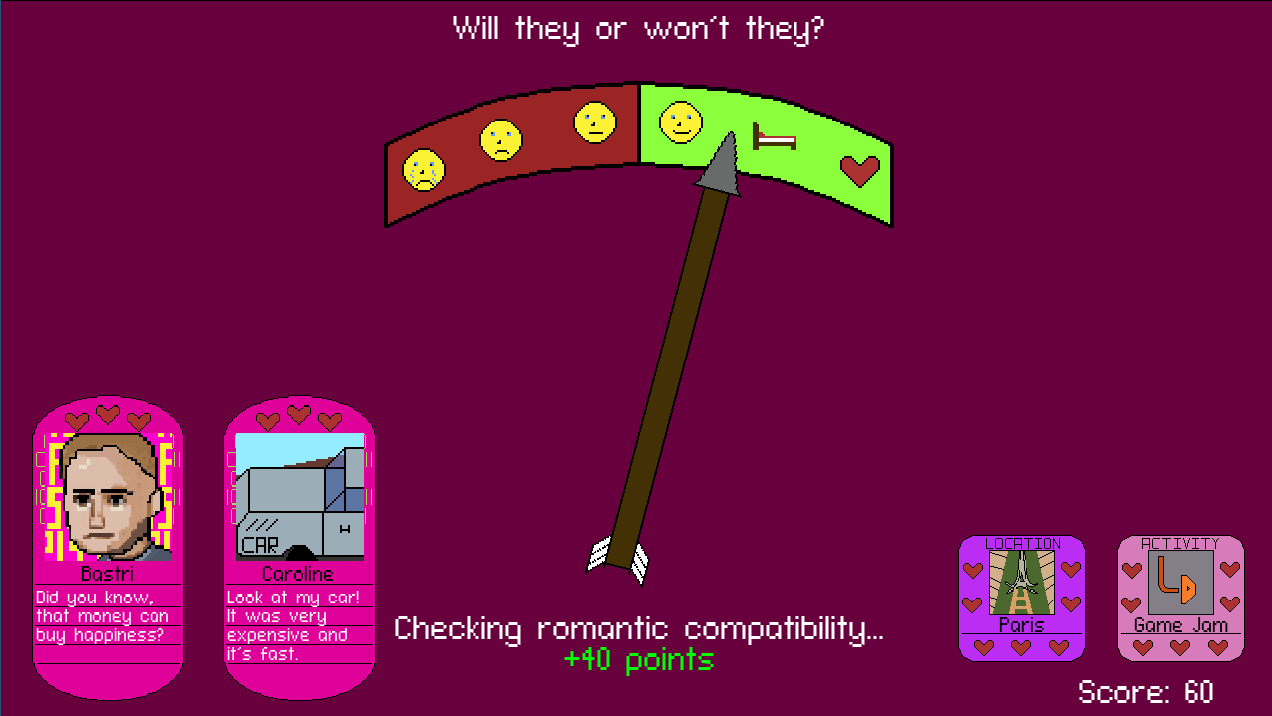 Will they or won't they?
CAR
H
Bastri
Did you know,
that money can
buy happiness?
Caroline
Look at my car!
It was very
expensive and
it's fast.
Checking romantic compatibility...
+40 points
LOCATION
Paris
ACTIVITY
Game Jam
Score: 60